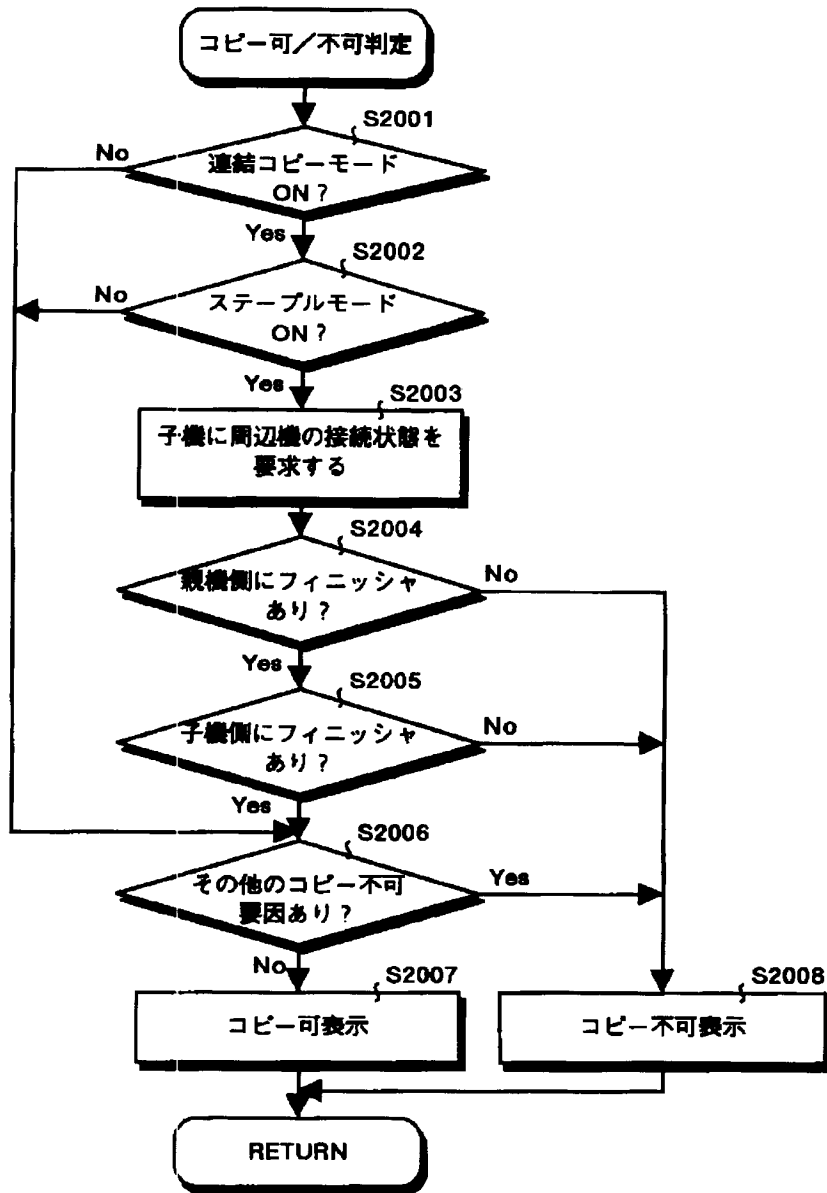 コピー可／不可判定
S2001
No
連結コピーモード
ON？
Yes
S2002
No
ステープルモード
ON？
Yes
S2003
子機に周辺機の接続状態を
要求する
S2004
親機側にフィニッシャ
あり？
No
Yes
S2005
子機側にフィニッシャ
あり？
No
Yes
S2006
その他のコピー不可
要因あり？
Yes
No
S2007
コピー可表示
S2008
コピー不可表示
RETURN